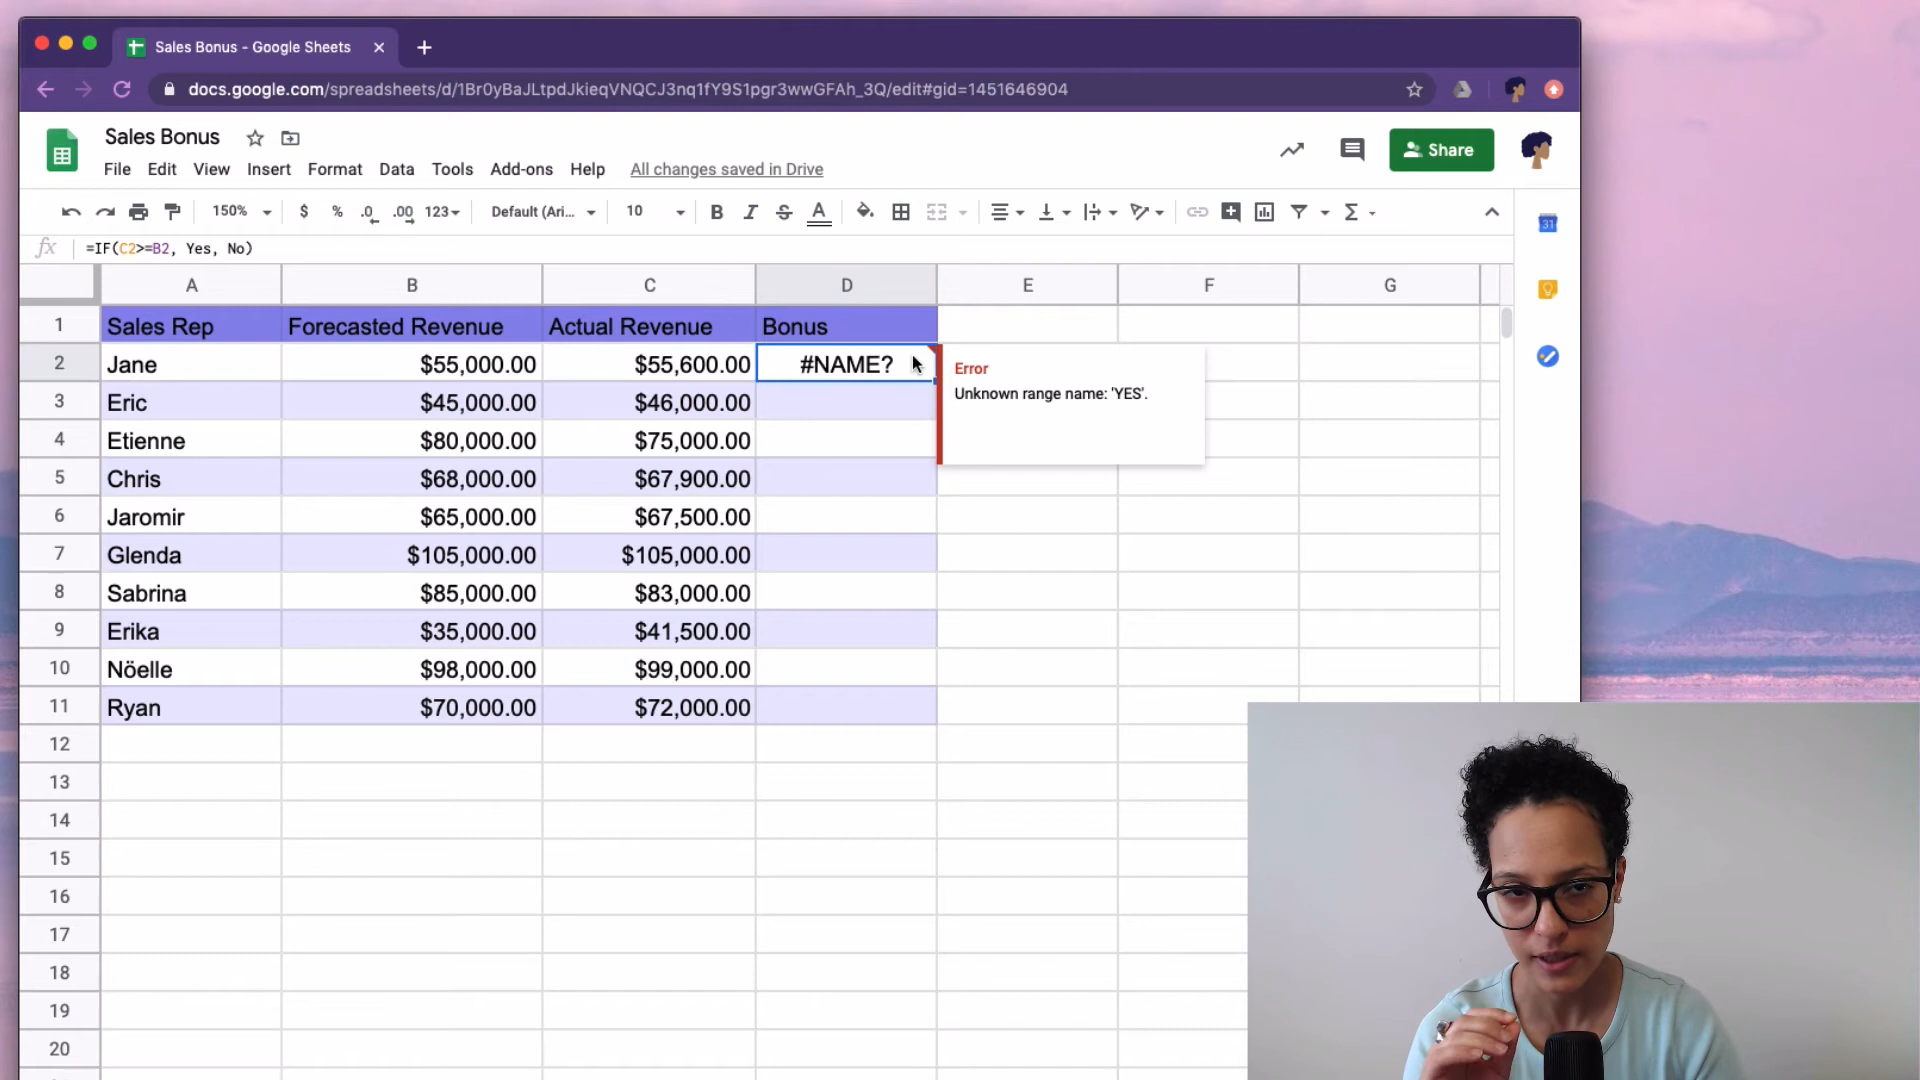 Sales Bonus - Google Sheets
docs.google.com/spreadsheets/d/1Br0yBaJLtpdJkieqVNQCJ3nq1fY9S1pgr3wwGFAh_3Q/edit#gid=1451646904
Sales Bonus
File Edit View Insert Format Data Tools Add-ons Help All changes saved in Drive
Share
150% $ % .0 .00 123 Default (Ari... 10 B I S A Σ
31
fx =IF(C2>=B2, Yes, No)
A B C D E F G
1 Sales Rep Forecasted Revenue Actual Revenue Bonus
2 Jane $55,000.00 $55,600.00 #NAME?
Error
Unknown range name: 'YES'.
3 Eric $45,000.00 $46,000.00
4 Etienne $80,000.00 $75,000.00
5 Chris $68,000.00 $67,900.00
6 Jaromir $65,000.00 $67,500.00
7 Glenda $105,000.00 $105,000.00
8 Sabrina $85,000.00 $83,000.00
9 Erika $35,000.00 $41,500.00
10 Nöelle $98,000.00 $99,000.00
11 Ryan $70,000.00 $72,000.00
12
13
14
15
16
17
18
19
20